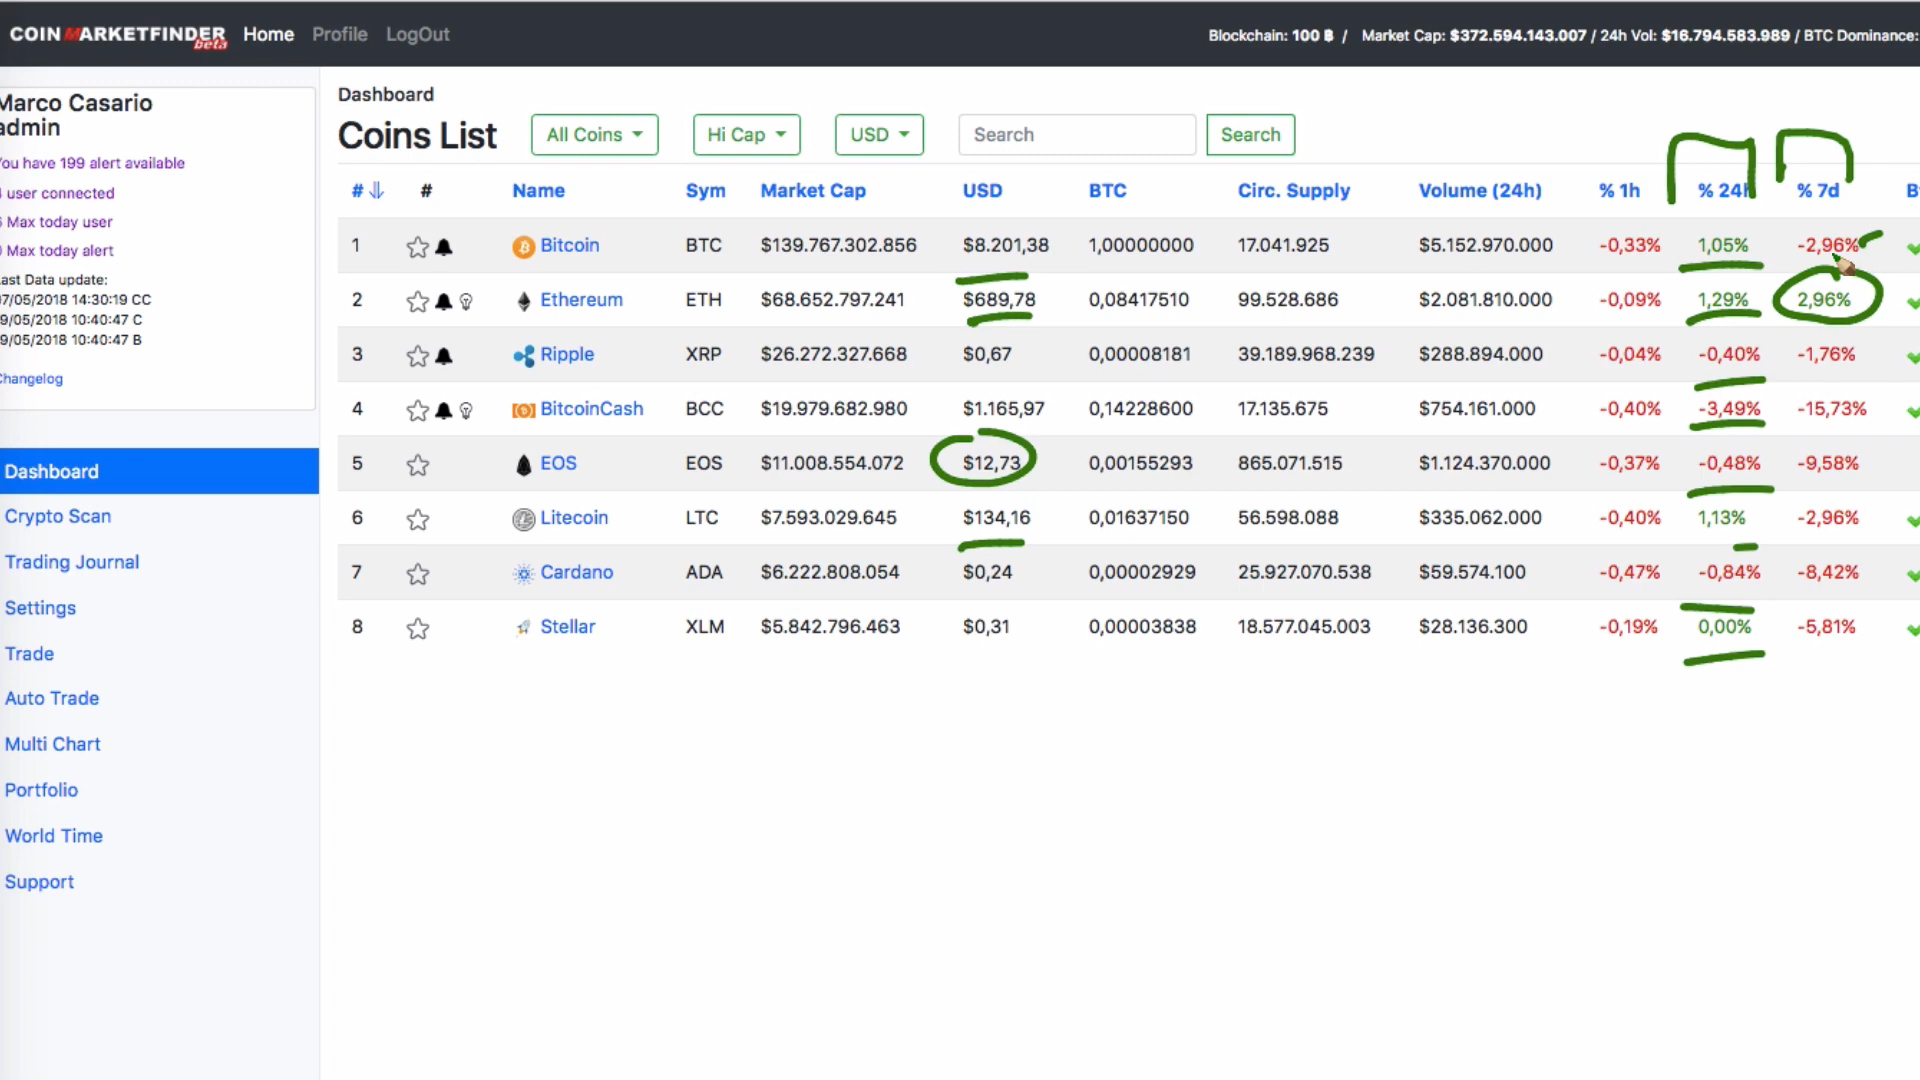 COIN MARKETFINDER beta Home Profile LogOut Blockchain: 100 ฿ / Market Cap: $372.594.143.007 / 24h Vol: $16.794.583.989 / BTC Dominance:
Marco Casario
admin
You have 199 alert available
user connected
Max today user
Max today alert
Last Data update:
07/05/2018 14:30:19 CC
9/05/2018 10:40:47 C
9/05/2018 10:40:47 B
Changelog
Dashboard
Crypto Scan
Trading Journal
Settings
Trade
Auto Trade
Multi Chart
Portfolio
World Time
Support
Dashboard
Coins List All Coins Hi Cap USD Search Search
# # Name Sym Market Cap USD BTC Circ. Supply Volume (24h) % 1h % 24h % 7d
1 Bitcoin BTC $139.767.302.856 $8.201,38 1,00000000 17.041.925 $5.152.970.000 -0,33% 1,05% -2,96%
2 Ethereum ETH $68.652.797.241 $689,78 0,08417510 99.528.686 $2.081.810.000 -0,09% 1,29% 2,96%
3 Ripple XRP $26.272.327.668 $0,67 0,00008181 39.189.968.239 $288.894.000 -0,04% -0,40% -1,76%
4 BitcoinCash BCC $19.979.682.980 $1.165,97 0,14228600 17.135.675 $754.161.000 -0,40% -3,49% -15,73%
5 EOS EOS $11.008.554.072 $12,73 0,00155293 865.071.515 $1.124.370.000 -0,37% -0,48% -9,58%
6 Litecoin LTC $7.593.029.645 $134,16 0,01637150 56.598.088 $335.062.000 -0,40% 1,13% -2,96%
7 Cardano ADA $6.222.808.054 $0,24 0,00002929 25.927.070.538 $59.574.100 -0,47% -0,84% -8,42%
8 Stellar XLM $5.842.796.463 $0,31 0,00003838 18.577.045.003 $28.136.300 -0,19% 0,00% -5,81%